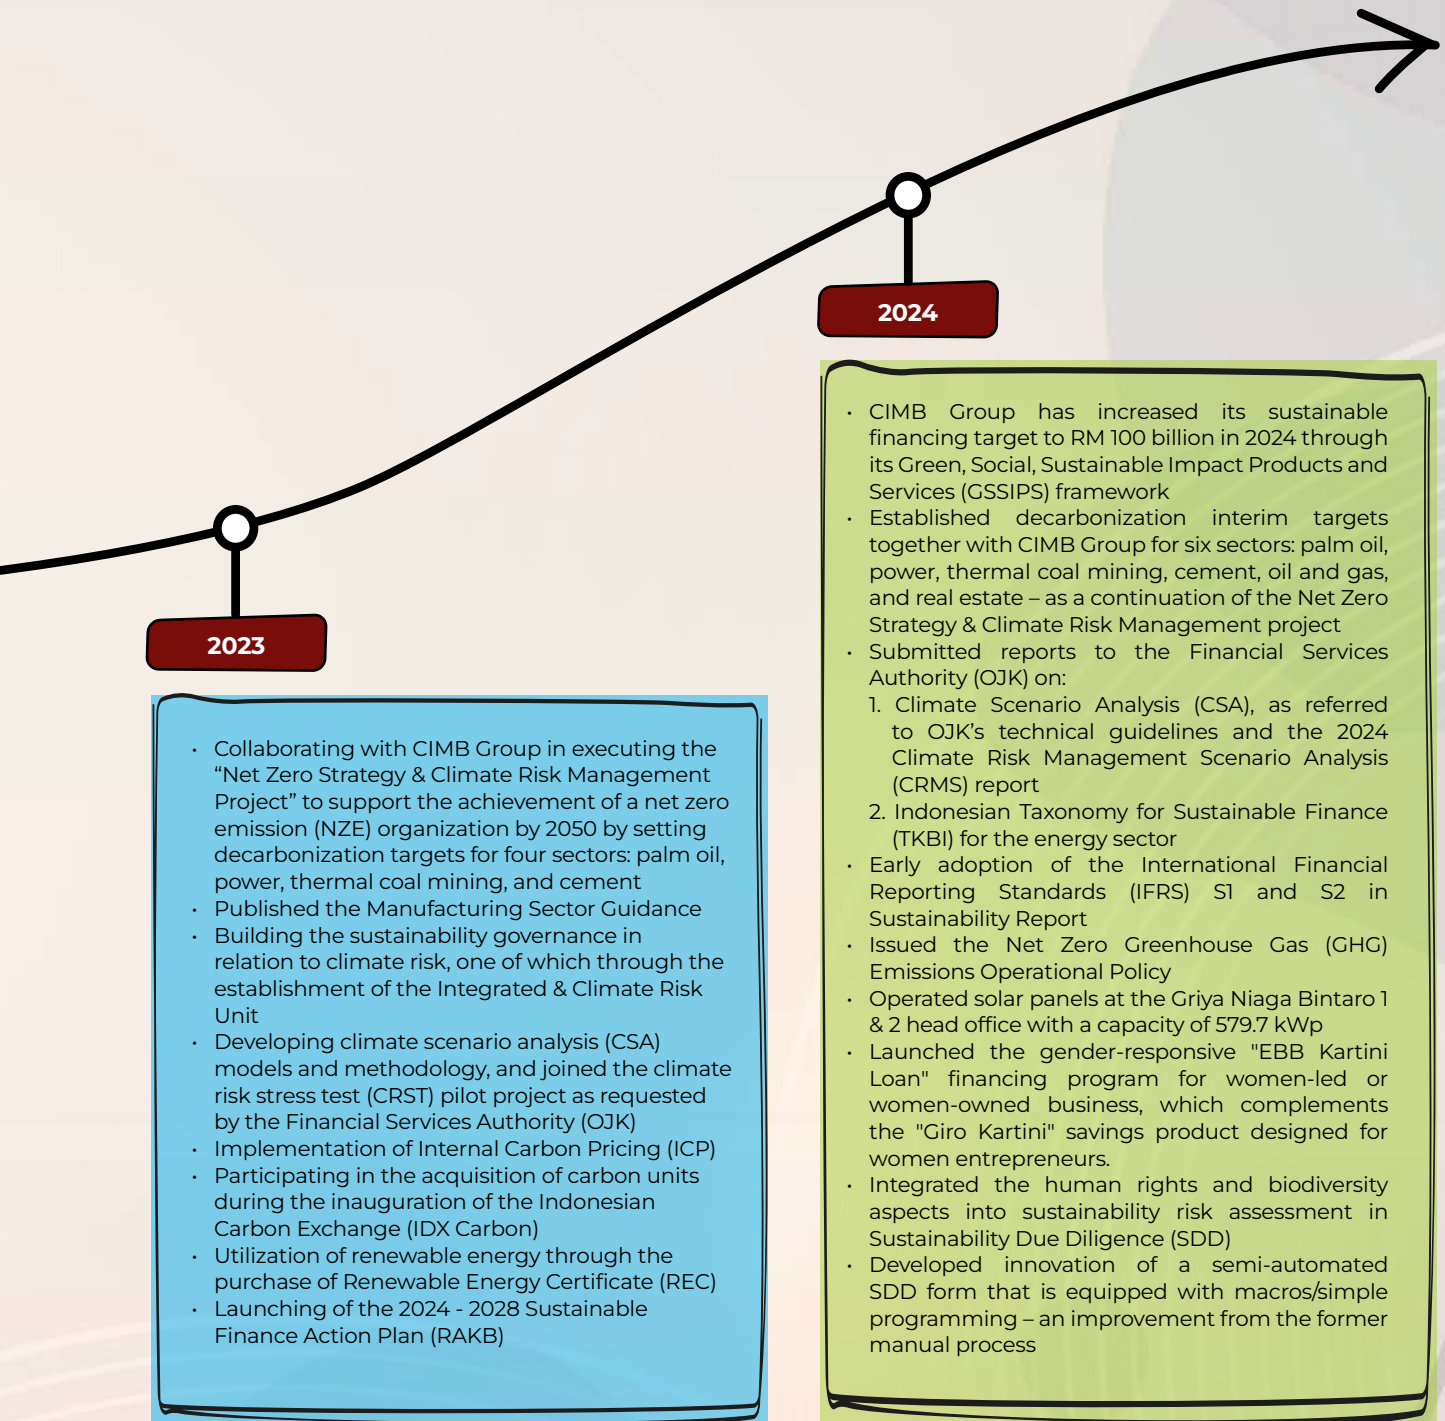 2023
• Collaborating with CIMB Group in executing the
“Net Zero Strategy & Climate Risk Management
Project” to support the achievement of a net zero
emission (NZE) organization by 2050 by setting
decarbonization targets for four sectors: palm oil,
power, thermal coal mining, and cement
• Published the Manufacturing Sector Guidance
• Building the sustainability governance in
relation to climate risk, one of which through the
establishment of the Integrated & Climate Risk
Unit
• Developing climate scenario analysis (CSA)
models and methodology, and joined the climate
risk stress test (CRST) pilot project as requested
by the Financial Services Authority (OJK)
• Implementation of Internal Carbon Pricing (ICP)
• Participating in the acquisition of carbon units
during the inauguration of the Indonesian
Carbon Exchange (IDX Carbon)
• Utilization of renewable energy through the
purchase of Renewable Energy Certificate (REC)
• Launching of the 2024 - 2028 Sustainable
Finance Action Plan (RAKB)
2024
• CIMB Group has increased its sustainable
financing target to RM 100 billion in 2024 through
its Green, Social, Sustainable Impact Products and
Services (GSSIPS) framework
• Established decarbonization interim targets
together with CIMB Group for six sectors: palm oil,
power, thermal coal mining, cement, oil and gas,
and real estate – as a continuation of the Net Zero
Strategy & Climate Risk Management project
• Submitted reports to the Financial Services
Authority (OJK) on:
1. Climate Scenario Analysis (CSA), as referred
to OJK’s technical guidelines and the 2024
Climate Risk Management Scenario Analysis
(CRMS) report
2. Indonesian Taxonomy for Sustainable Finance
(TKBI) for the energy sector
• Early adoption of the International Financial
Reporting Standards (IFRS) S1 and S2 in
Sustainability Report
• Issued the Net Zero Greenhouse Gas (GHG)
Emissions Operational Policy
• Operated solar panels at the Griya Niaga Bintaro 1
& 2 head office with a capacity of 579.7 kWp
• Launched the gender-responsive "EBB Kartini
Loan" financing program for women-led or
women-owned business, which complements
the "Giro Kartini" savings product designed for
women entrepreneurs.
• Integrated the human rights and biodiversity
aspects into sustainability risk assessment in
Sustainability Due Diligence (SDD)
• Developed innovation of a semi-automated
SDD form that is equipped with macros/simple
programming – an improvement from the former
manual process